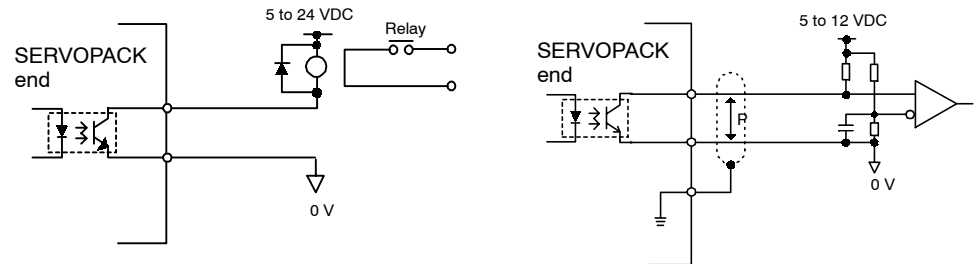 5 to 24 VDC
Relay
SERVOPACK
end
0 V
5 to 12 VDC
SERVOPACK
end
P
0 V